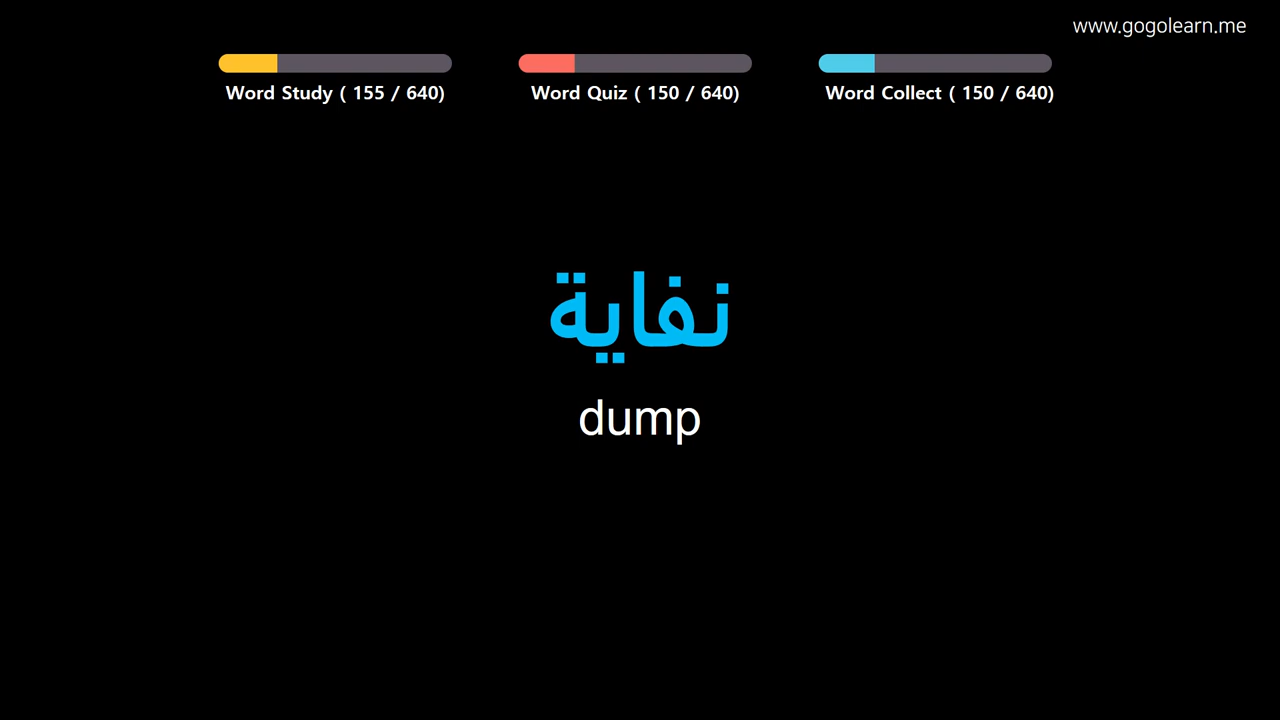 www.gogolearn.me
Word Study ( 155 / 640)
Word Quiz ( 150 / 640)
Word Collect ( 150 / 640)
نفاية
dump